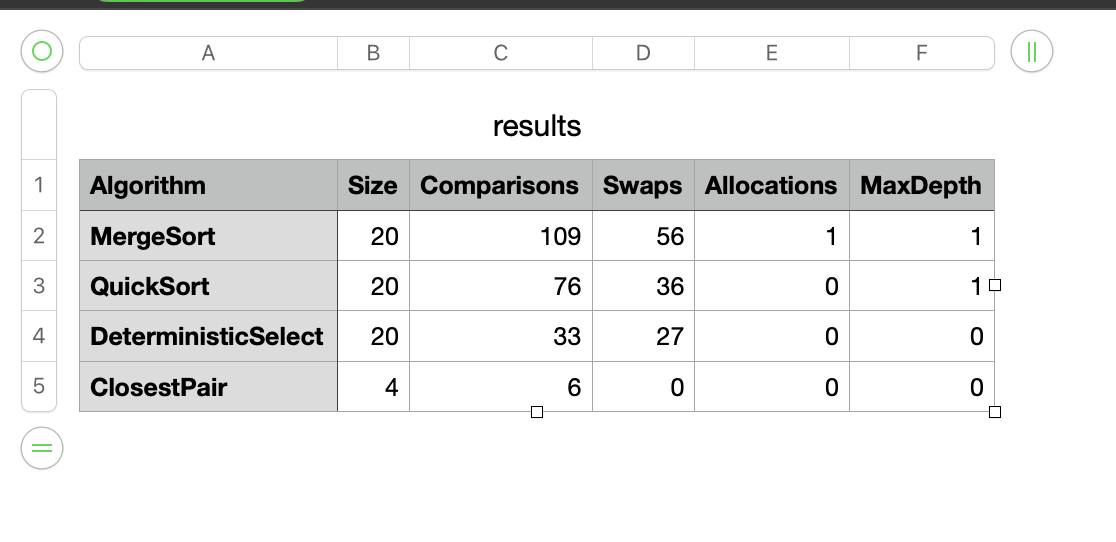 A B C D E F
results
1 Algorithm Size Comparisons Swaps Allocations MaxDepth
2 MergeSort 20 109 56 1 1
3 QuickSort 20 76 36 0 1
4 DeterministicSelect 20 33 27 0 0
5 ClosestPair 4 6 0 0 0